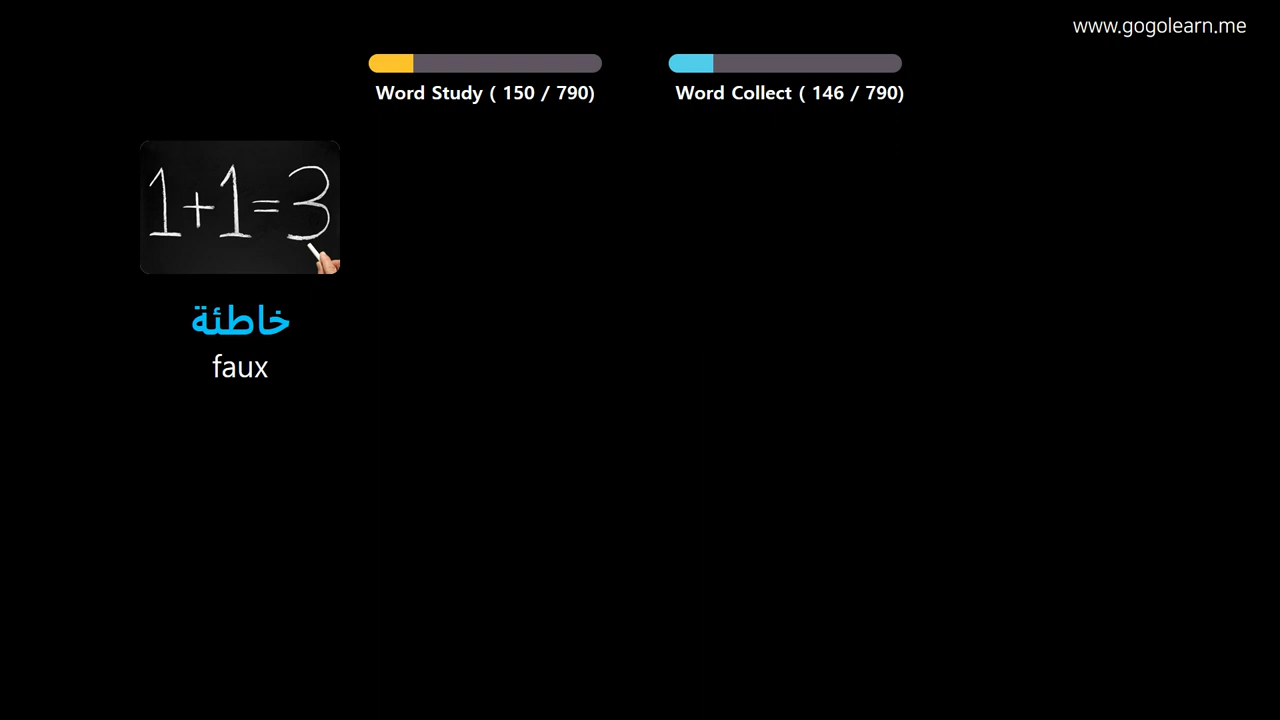 www.gogolearn.me
Word Study ( 150 / 790)
Word Collect ( 146 / 790)
1+1=3
خاطئة
faux